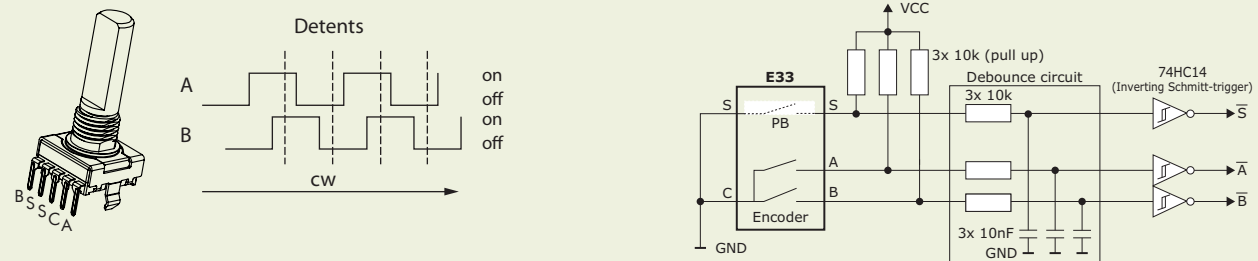 Detents
A
on
off
B
on
off
CW
B S S C A
VCC
3x 10k (pull up)
E33
Debounce circuit
3x 10k
74HC14
(Inverting Schmitt-trigger)
S
S
PB
S̅
A
A̅
C
B
B̅
Encoder
3x 10nF
GND
GND